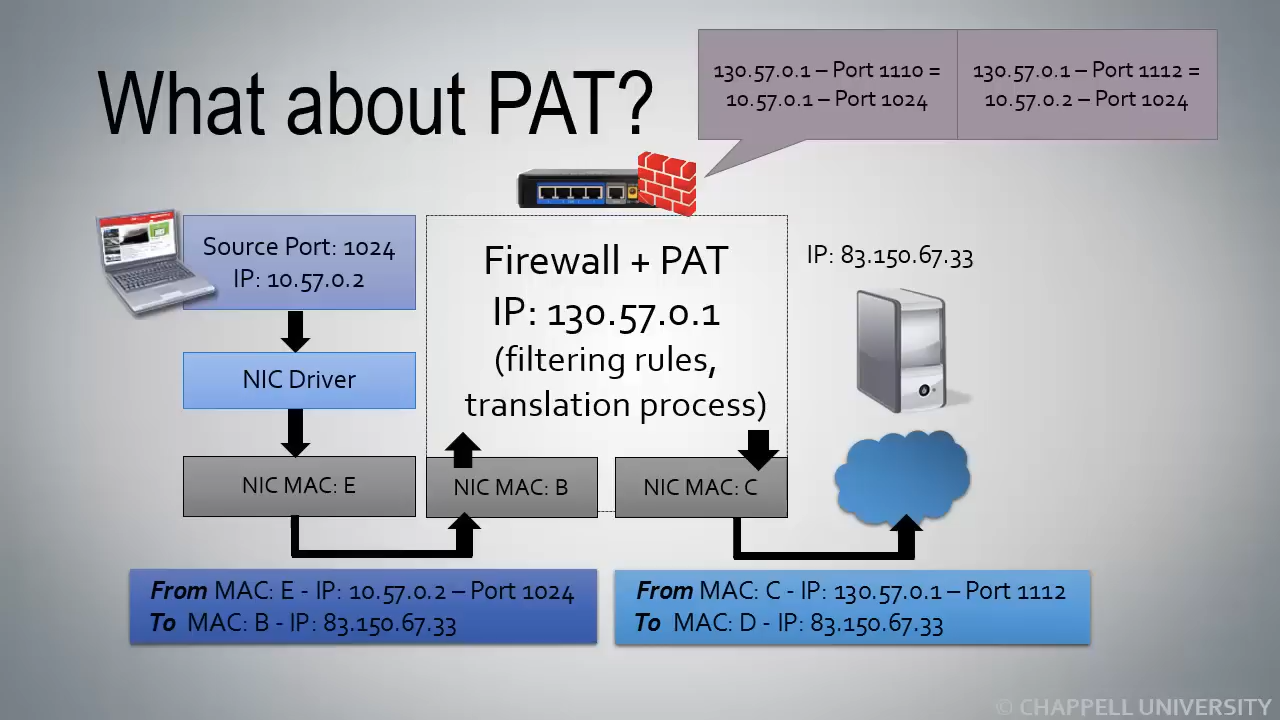 What about PAT?
130.57.0.1 – Port 1110 =
10.57.0.1 – Port 1024
130.57.0.1 – Port 1112 =
10.57.0.2 – Port 1024
Source Port: 1024
IP: 10.57.0.2
NIC Driver
NIC MAC: E
Firewall + PAT
IP: 130.57.0.1
(filtering rules,
translation process)
NIC MAC: B
NIC MAC: C
IP: 83.150.67.33
From MAC: E - IP: 10.57.0.2 – Port 1024
To MAC: B - IP: 83.150.67.33
From MAC: C - IP: 130.57.0.1 – Port 1112
To MAC: D - IP: 83.150.67.33
© CHAPPELL UNIVERSITY